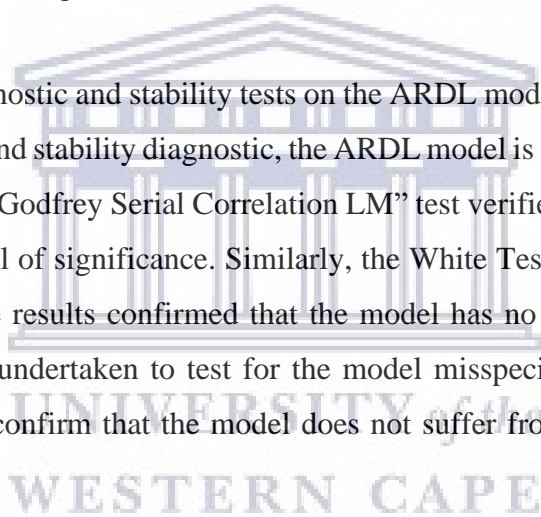 nostic and stability tests on the ARDL mod
nd stability diagnostic, the ARDL model is
Godfrey Serial Correlation LM” test verifie
l of significance. Similarly, the White Tes
e results confirmed that the model has no
undertaken to test for the model misspeci
confirm that the model does not suffer fro
UNIVERSITY of the
WESTERN CAPE